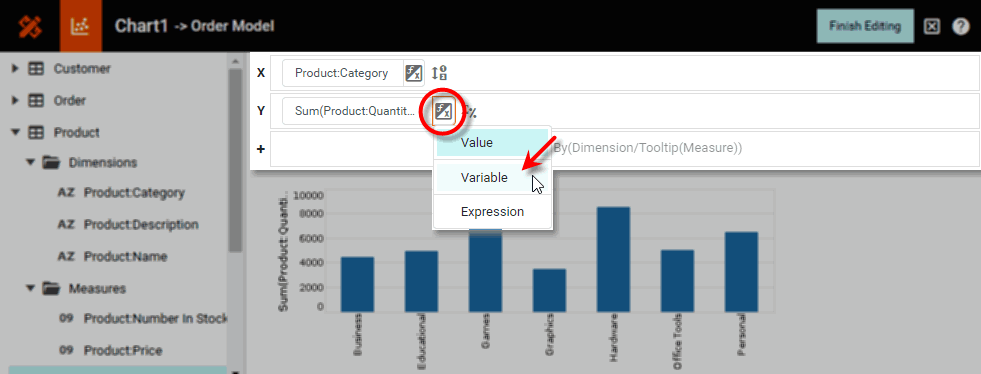 Chart1 -> Order Model
Finish Editing
Customer
Order
Product
Dimensions
AZ Product:Category
AZ Product:Description
AZ Product:Name
Measures
09 Product:Number In Stock
09 Product:Price
X Product:Category
Y Sum(Product:Quantit...
+ By(Dimension/Tooltip(Measure))
Value
Variable
Expression
Sum(Product:Quanti...
10000
8000
6000
4000
2000
0
Business
Educational
Games
Graphics
Hardware
Office Tools
Personal